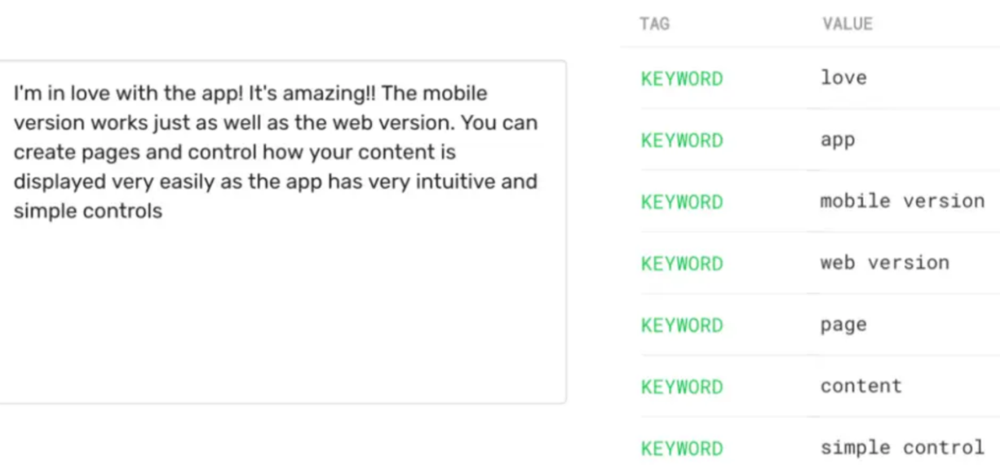 I'm in love with the app! It's amazing!! The mobile
version works just as well as the web version. You can
create pages and control how your content is
displayed very easily as the app has very intuitive and
simple controls
TAG VALUE
KEYWORD love
KEYWORD app
KEYWORD mobile version
KEYWORD web version
KEYWORD page
KEYWORD content
KEYWORD simple control